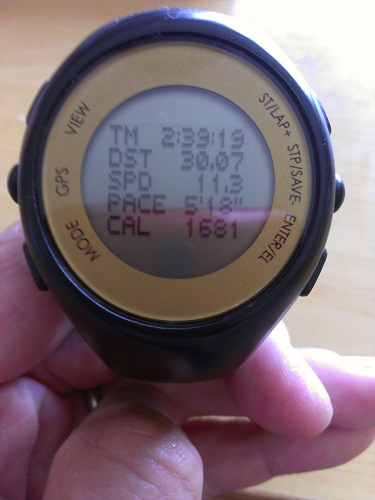 VIEW
GPS
MODE
ST/LAP+
STP/SAVE-
ENTER/EL
TM 2:39:19
DST 30.07
SPD 11.3
PACE 5'18"
CAL 1681